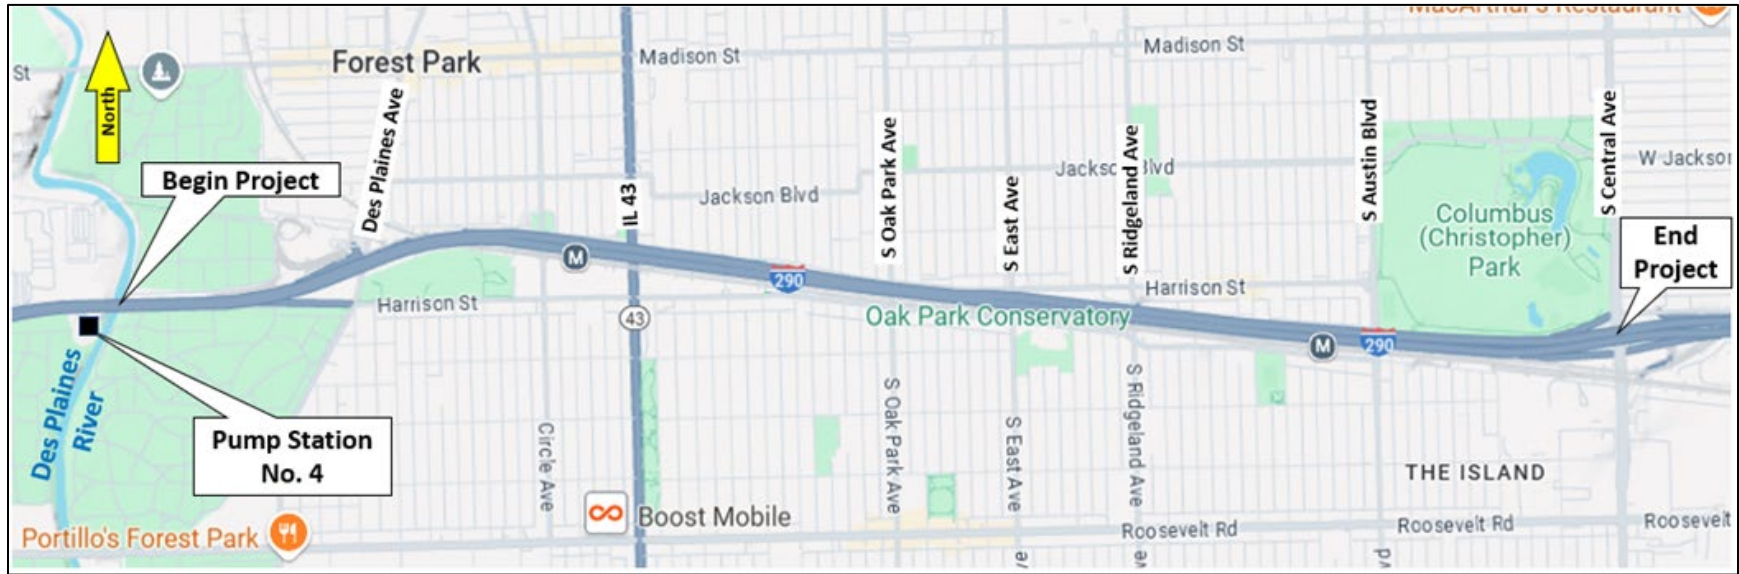 MacArthur's Restaurant
St
North
Forest Park
Madison St
Madison St
Des Plaines Ave
IL 43
S Oak Park Ave
S East Ave
S Ridgeland Ave
S Austin Blvd
S Central Ave
Jackson Blvd
Jacks Blvd
W Jackson
Begin Project
Columbus
(Christopher)
Park
End
Project
M
290
Harrison St
Harrison St
43
Oak Park Conservatory
M
290
Des Plaines
River
Pump Station
No. 4
Circle Ave
S Oak Park Ave
S East Ave
S Ridgeland Ave
THE ISLAND
Boost Mobile
Portillo's Forest Park
Roosevelt Rd
Roosevelt Rd
Roosevelt